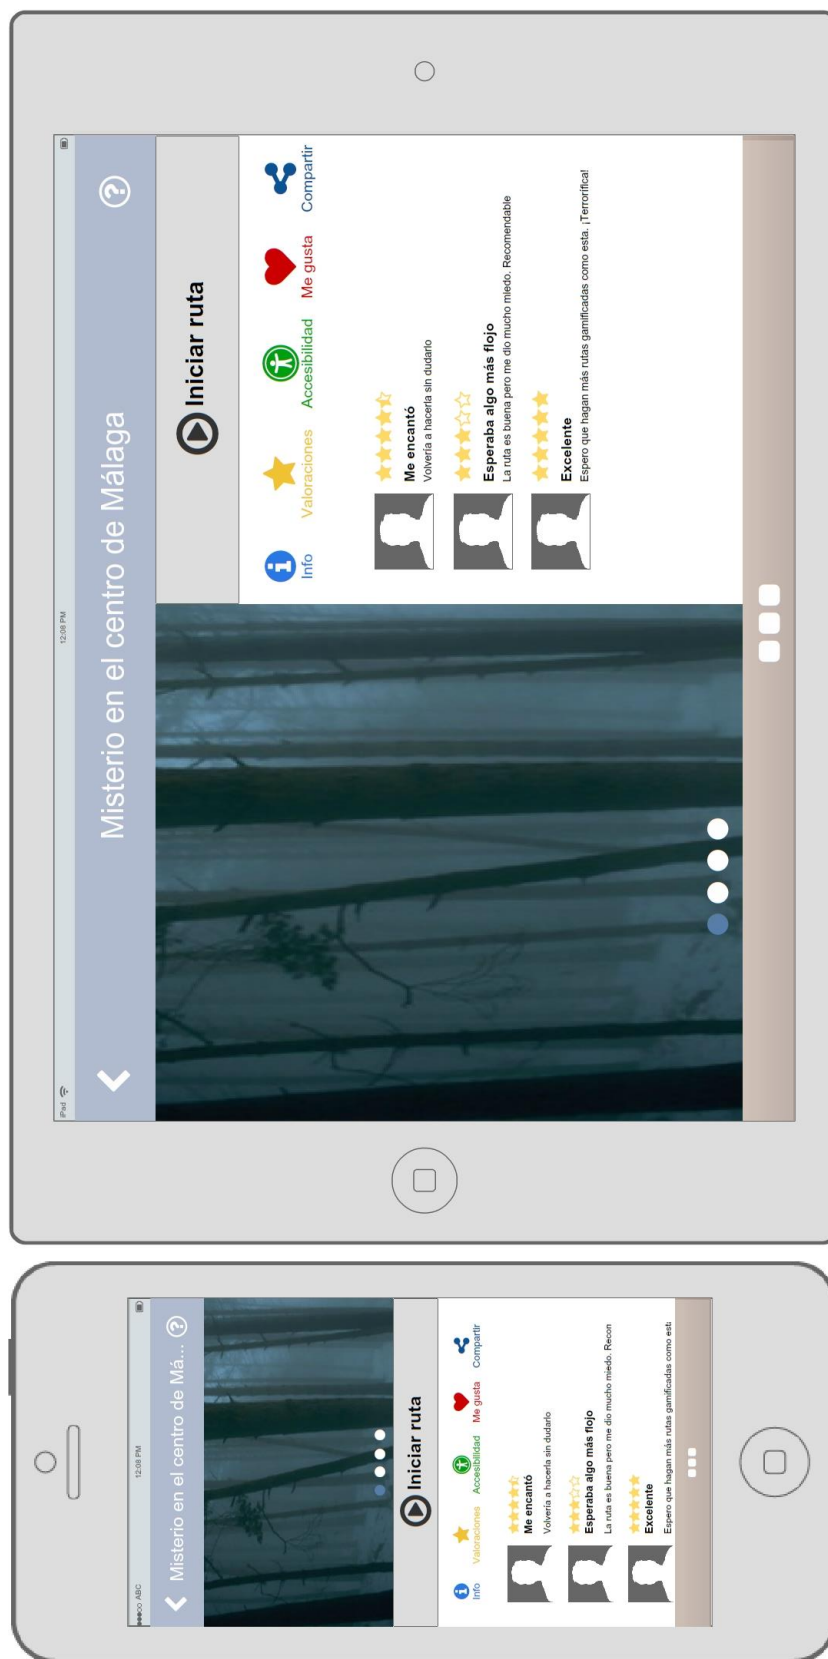 iPad
12:08 PM
Misterio en el centro de Málaga
Iniciar ruta
Info
Valoraciones
Accesibilidad
Me gusta
Compartir
Me encantó
Volvería a hacerla sin dudarlo
Esperaba algo más flojo
La ruta es buena pero me dio mucho miedo. Recomendable
Excelente
Espero que hagan más rutas gamificadas como esta. ¡Terrorífica!
ABC
12:08 PM
Misterio en el centro de Má...
Iniciar ruta
Info
Valoraciones
Accesibilidad
Me gusta
Compartir
Me encantó
Volvería a hacerla sin dudarlo
Esperaba algo más flojo
La ruta es buena pero me dio mucho miedo. Recon
Excelente
Espero que hagan más rutas gamificadas como esta